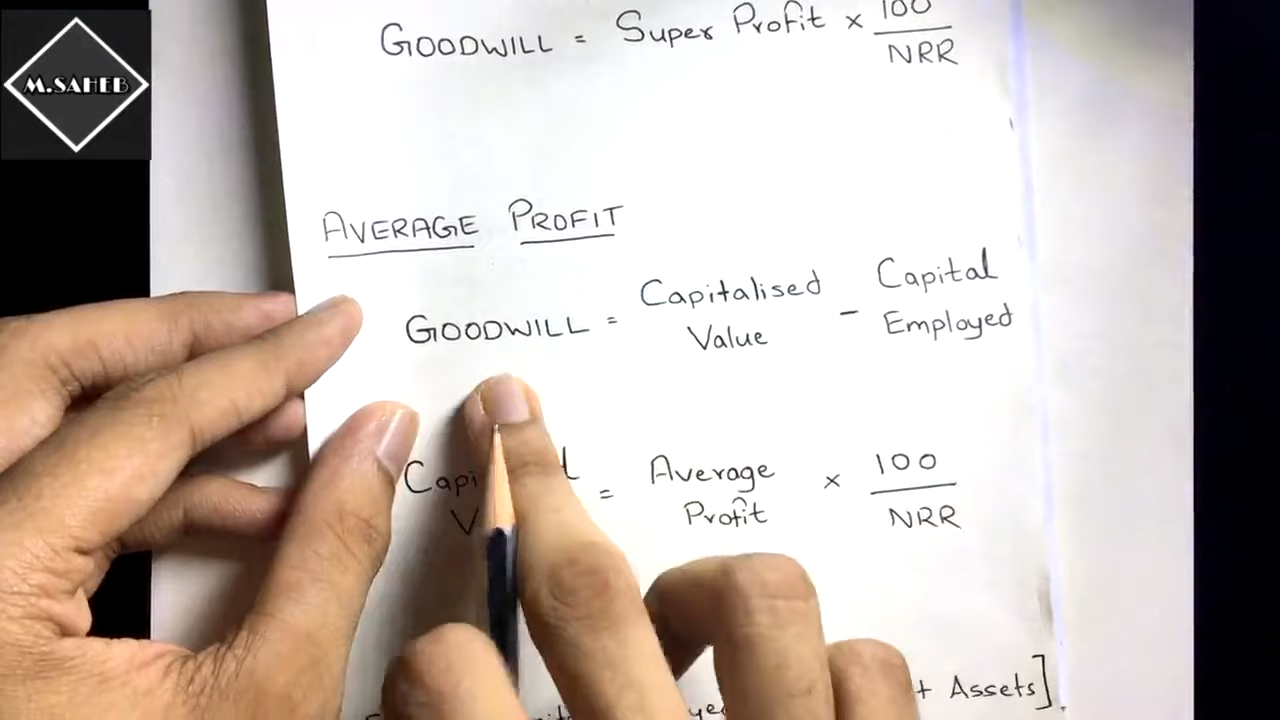 M.SAHEB
GOODWILL = Super Profit × 100
NRR
AVERAGE PROFIT
GOODWILL = Capitalised Value - Capital Employed
= Average Profit × 100
NRR
+ Assets]